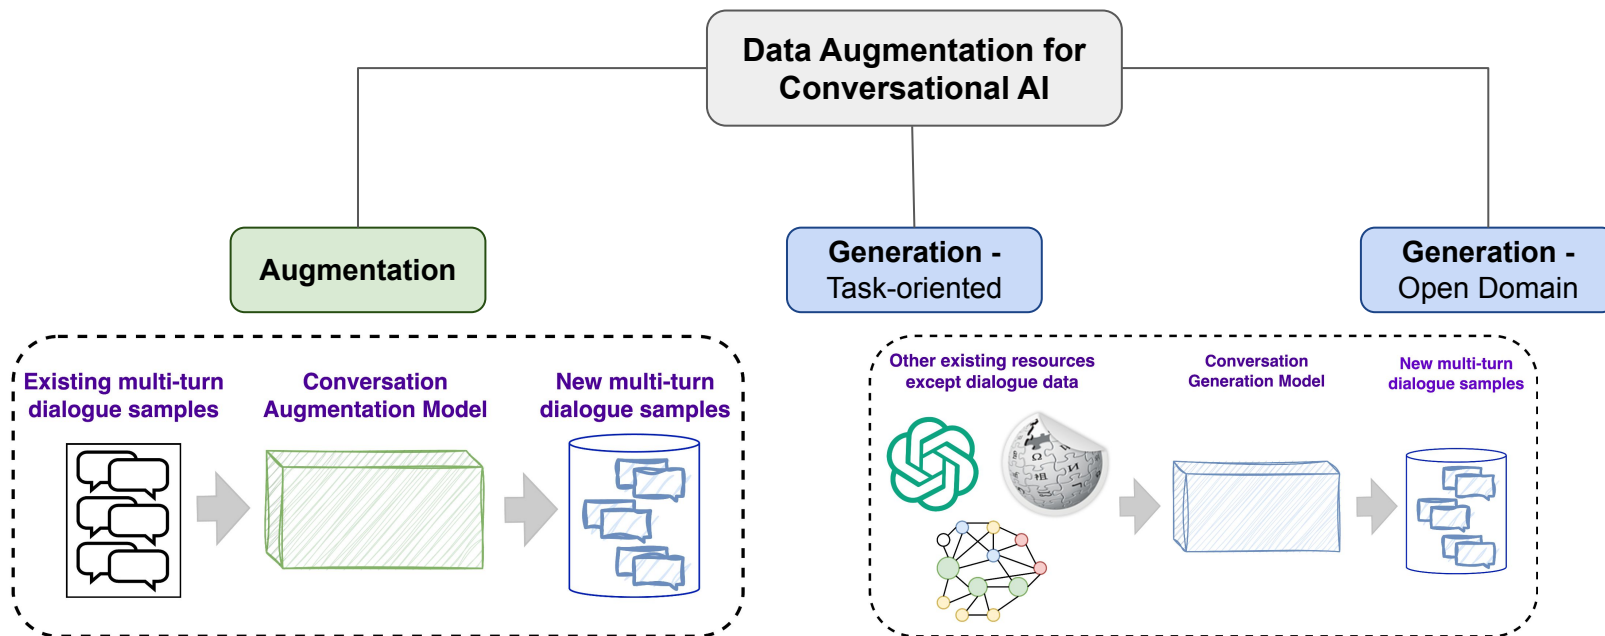 Data Augmentation for
Conversational AI
Augmentation
Generation -
Task-oriented
Generation -
Open Domain
Existing multi-turn
dialogue samples
Conversation
Augmentation Model
New multi-turn
dialogue samples
Other existing resources
except dialogue data
Conversation
Generation Model
New multi-turn
dialogue samples